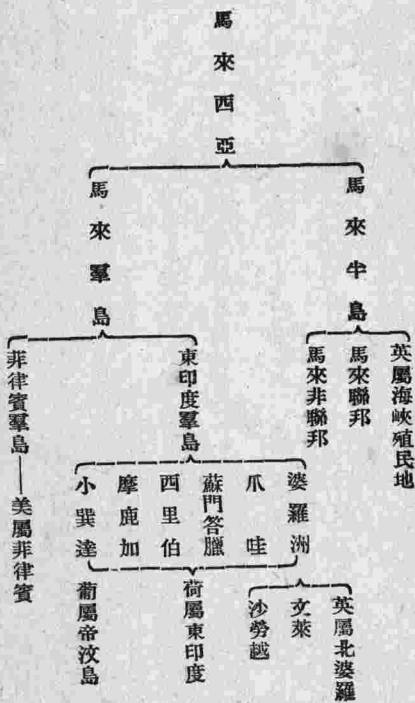 馬來西亞
馬來半島
英屬海峽殖民地
馬來聯邦
馬來非聯邦
馬來羣島
東印度羣島
婆羅洲
英屬北婆羅
文萊
沙勞越
爪哇
蘇門答臘
西里伯
摩鹿加
小巽達
荷屬東印度
葡屬帝汶島
菲律賓羣島——美屬菲律賓